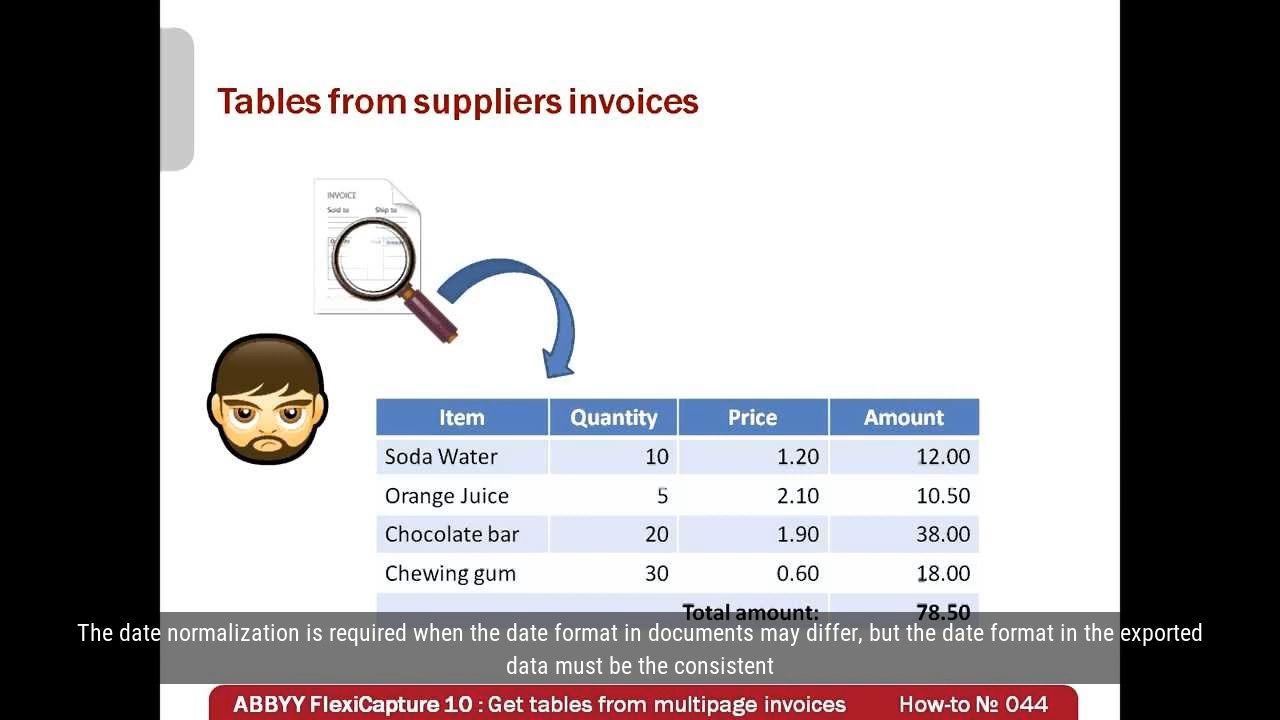 Tables from suppliers invoices
INVOICE
Sold to Ship to
Item Quantity Price Amount
Soda Water 10 1.20 12.00
Orange Juice 5 2.10 10.50
Chocolate bar 20 1.90 38.00
Chewing gum 30 0.60 18.00
Total amount: 78.50
The date normalization is required when the date format in documents may differ, but the date format in the exported
data must be the consistent
ABBYY FlexiCapture 10 : Get tables from multipage invoices How-to № 044